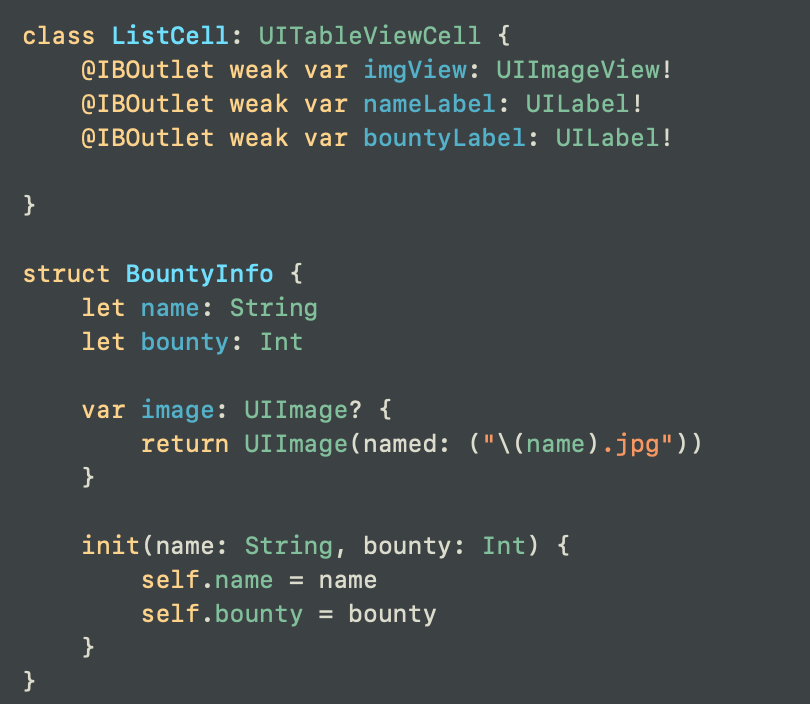 class ListCell: UITableViewCell {
    @IBOutlet weak var imgView: UIImageView!
    @IBOutlet weak var nameLabel: UILabel!
    @IBOutlet weak var bountyLabel: UILabel!
}
struct BountyInfo {
    let name: String
    let bounty: Int
    var image: UIImage? {
        return UIImage(named: ("\(name).jpg"))
    }
    init(name: String, bounty: Int) {
        self.name = name
        self.bounty = bounty
    }
}